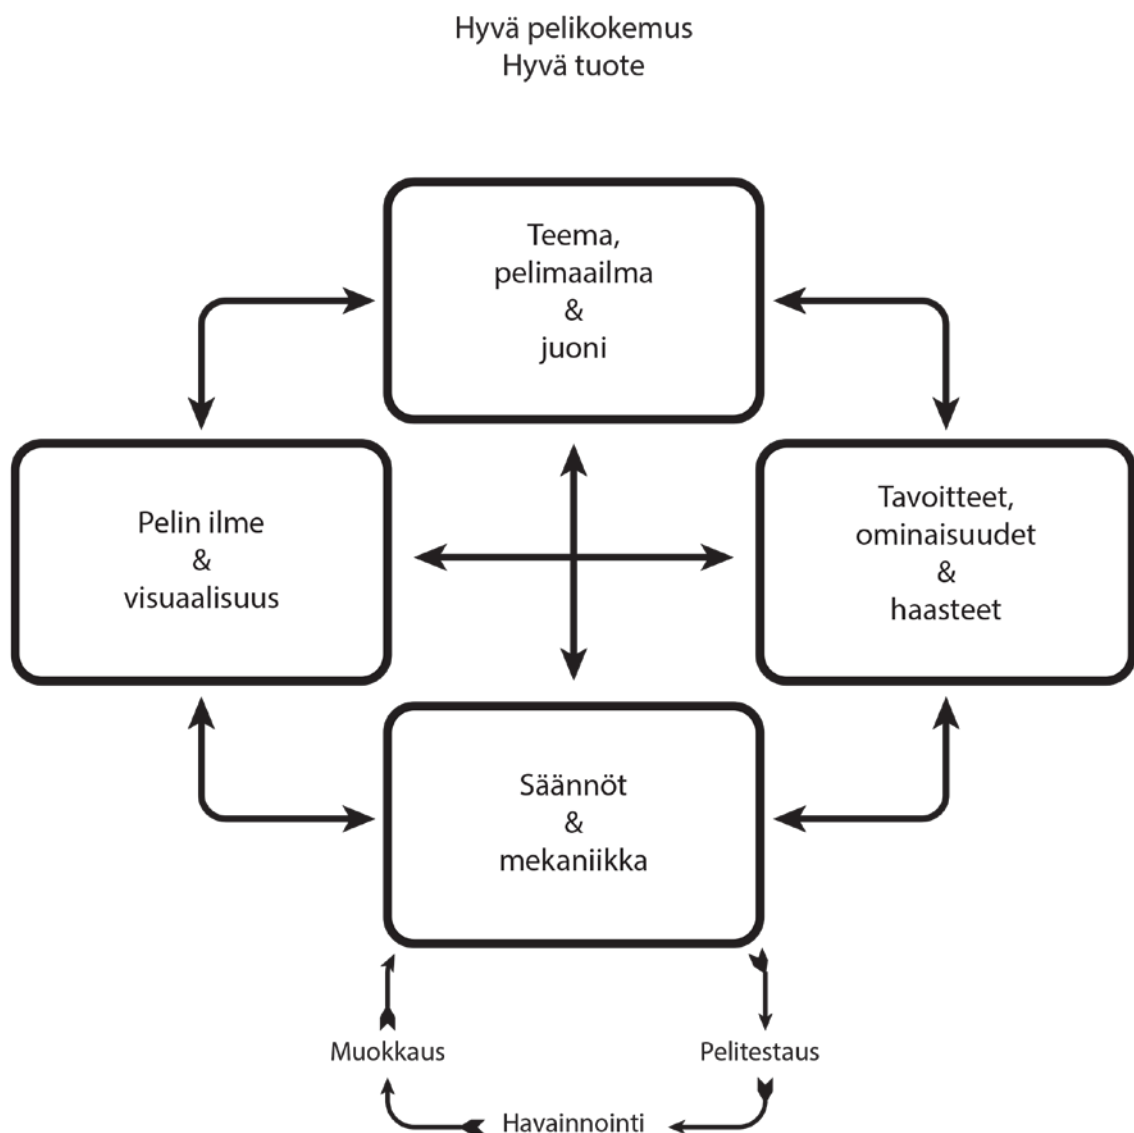 Hyvä pelikokemus
Hyvä tuote
Teema,
pelimaailma
&
juoni
Pelin ilme
&
visuaalisuus
Tavoitteet,
ominaisuudet
&
haasteet
Säännöt
&
mekaniikka
Muokkaus
Pelitestaus
Havainnointi